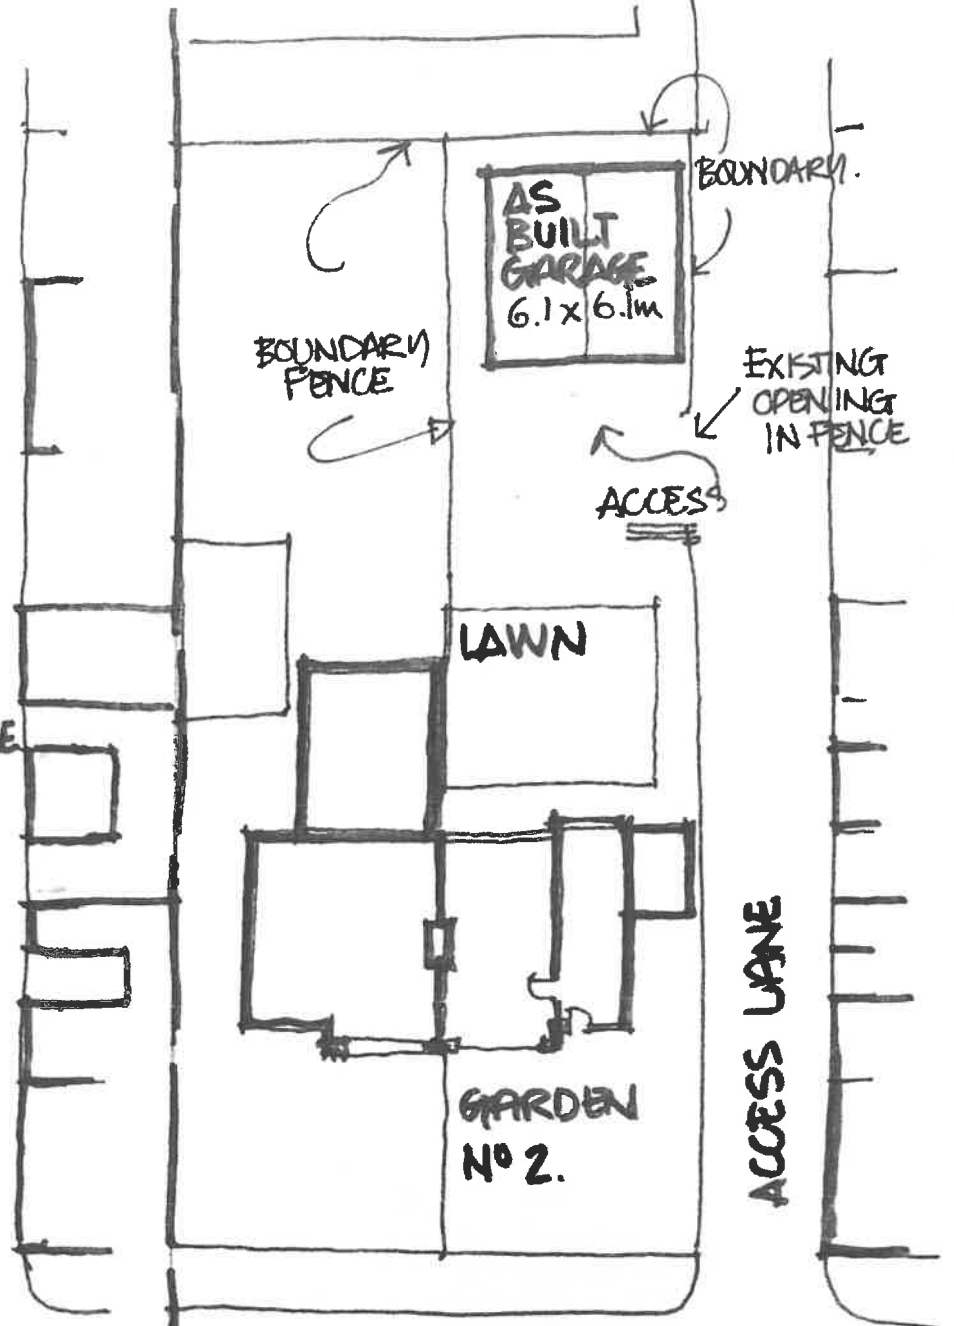 BOUNDARY.
AS
BUILT
GARAGE
6.1 x 6.1m
BOUNDARY
FENCE
EXISTING
OPENING
IN FENCE
ACCESS
LAWN
E
ACCESS LANE
GARDEN
Nº 2.